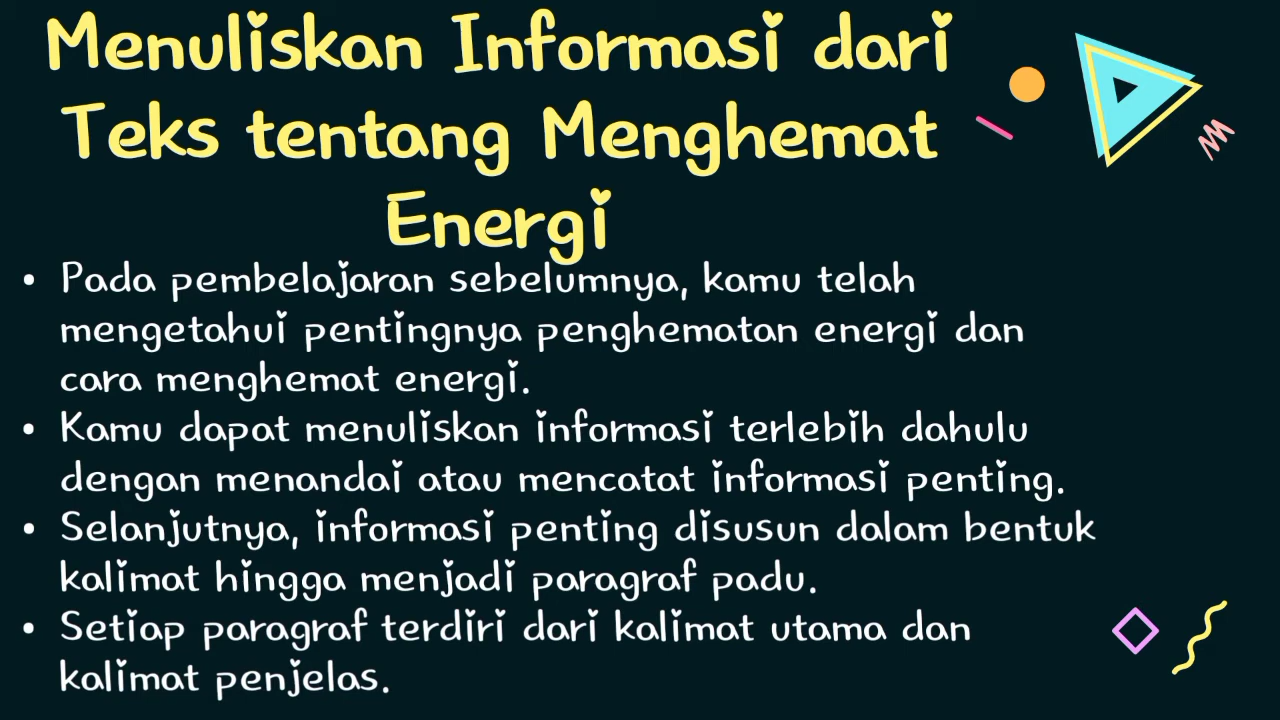 Menuliskan Informasi dari
Teks tentang Menghemat
Energi
• Pada pembelajaran sebelumnya, kamu telah
mengetahui pentingnya penghematan energi dan
cara menghemat energi.
• Kamu dapat menuliskan informasi terlebih dahulu
dengan menandai atau mencatat informasi penting.
• Selanjutnya, informasi penting disusun dalam bentuk
kalimat hingga menjadi paragraf padu.
• Setiap paragraf terdiri dari kalimat utama dan
kalimat penjelas.